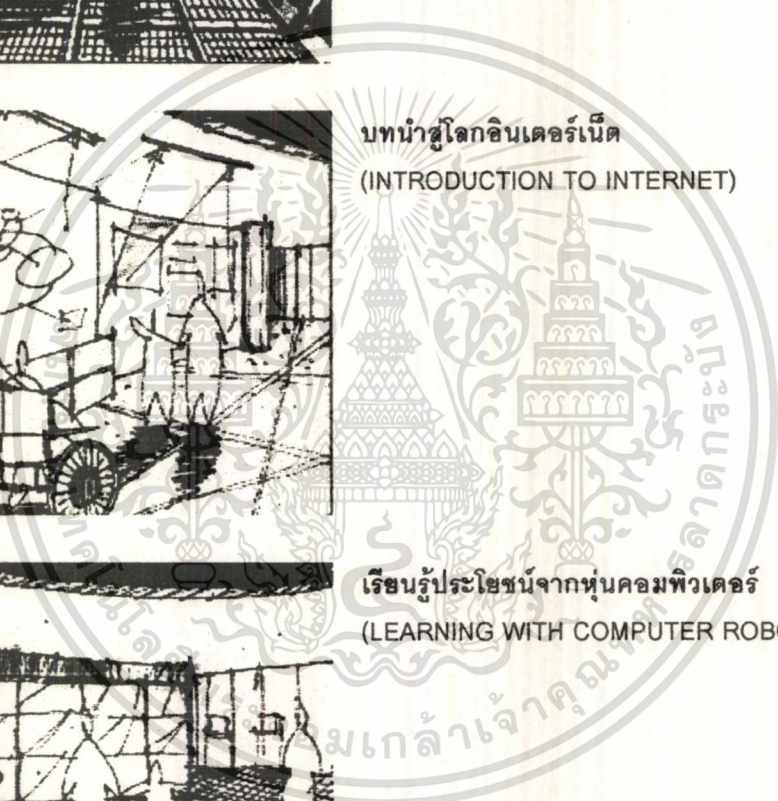 บทนำสู่โลกอินเตอร์เน็ต
(INTRODUCTION TO INTERNET)
เรียนรู้ประโยชน์จากหุ่นคอมพิวเตอร์
(LEARNING WITH COMPUTER ROBO